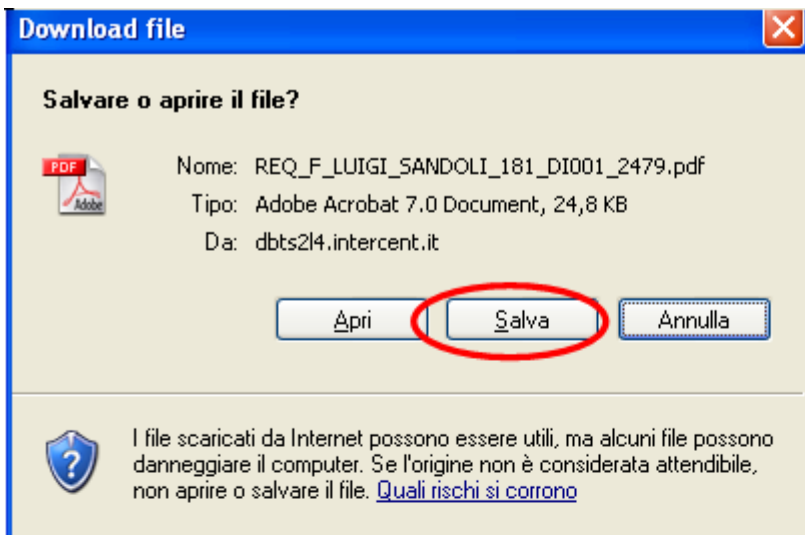 Download file
Salvare o aprire il file?
PDF
Adobe
Nome: REQ_F_LUIGI_SANDOLI_181_DI001_2479.pdf
Tipo: Adobe Acrobat 7.0 Document, 24,8 KB
Da: dbts2l4.intercent.it
Apri Salva Annulla
I file scaricati da Internet possono essere utili, ma alcuni file possono
danneggiare il computer. Se l'origine non è considerata attendibile,
non aprire o salvare il file. Quali rischi si corrono